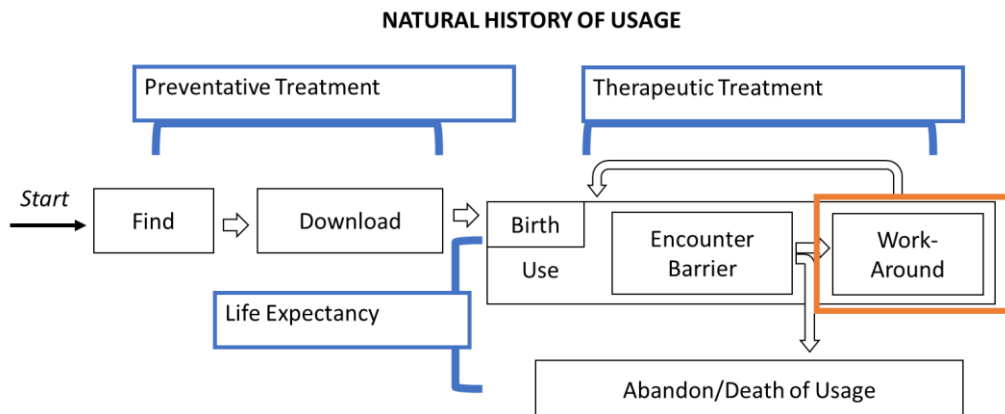 NATURAL HISTORY OF USAGE
Preventative Treatment
Therapeutic Treatment
Start
Find
Download
Birth
Use
Encounter
Barrier
Work-
Around
Life Expectancy
Abandon/Death of Usage